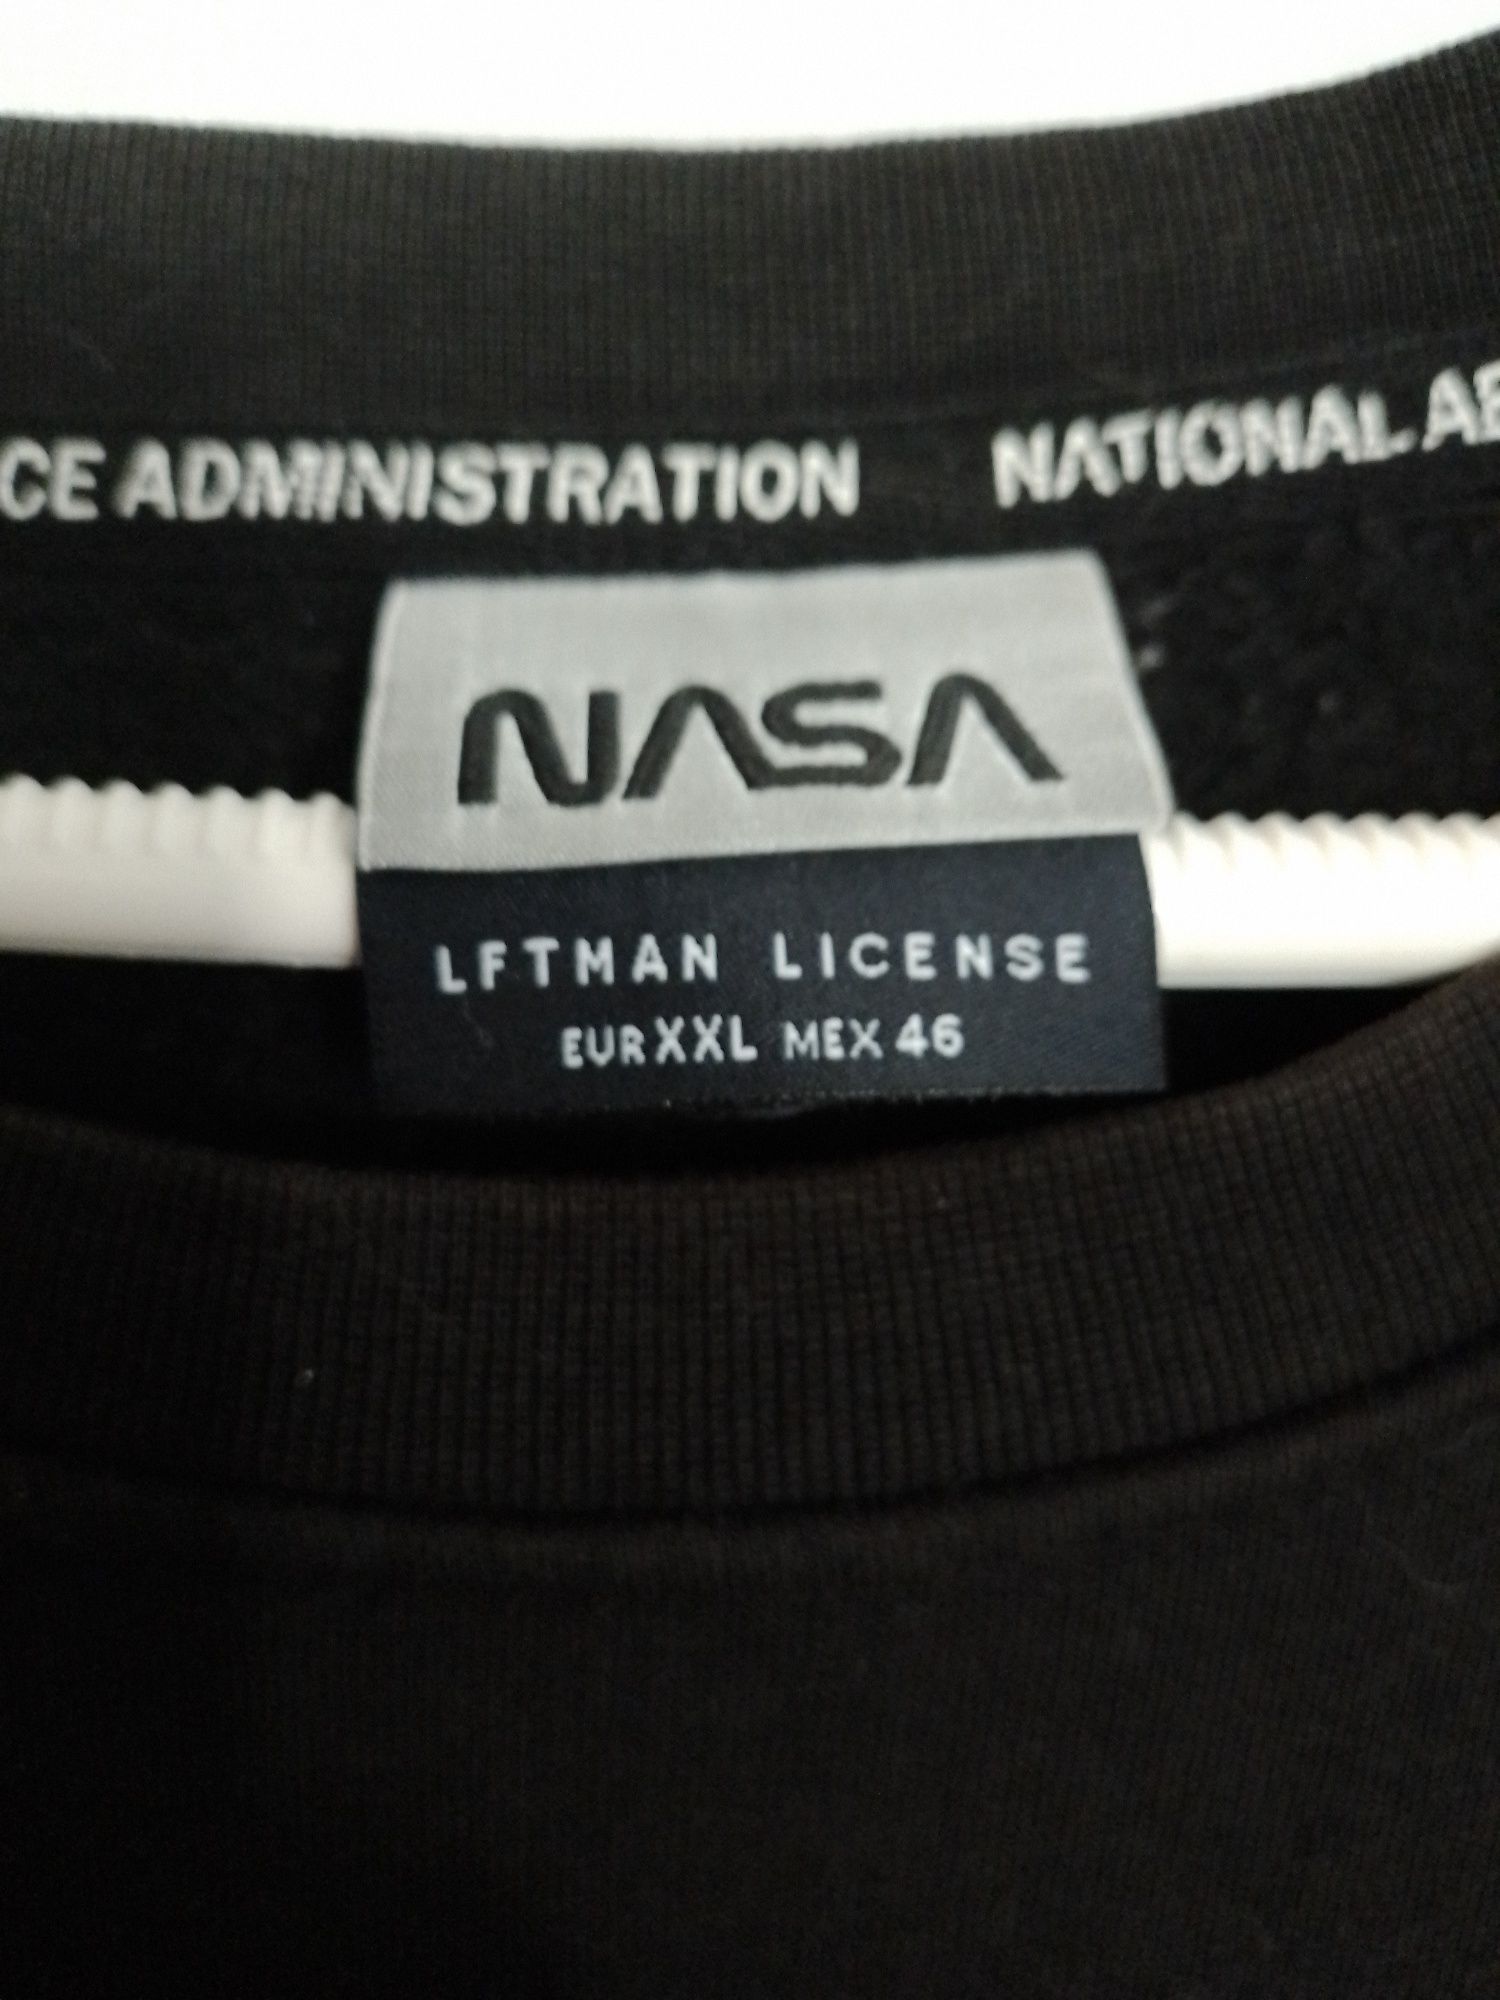 CE ADMINISTRATION NATIONAL AE
NASA
LFTMAN LICENSE
EUR XXL MEX 46